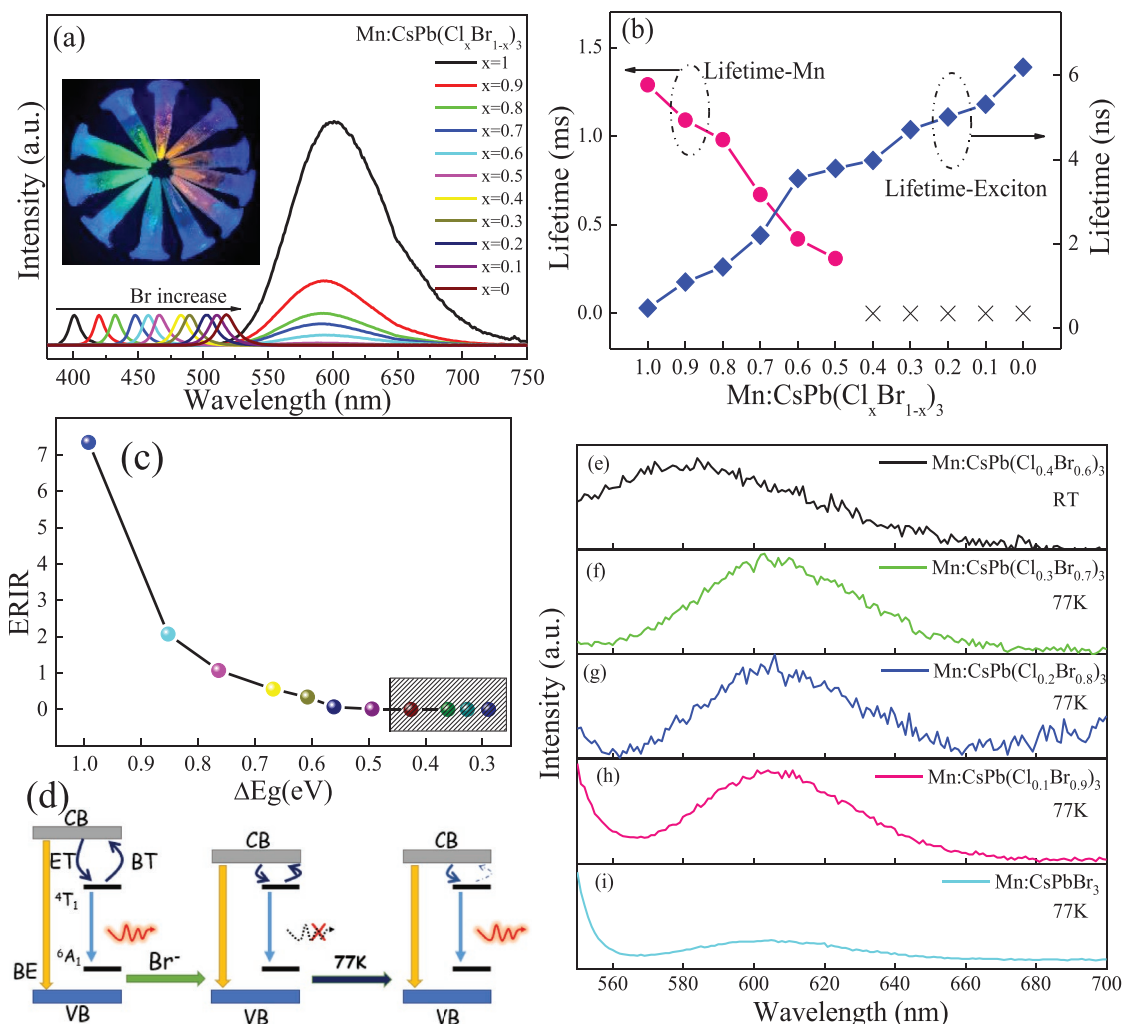 (a)
Mn:CsPb(ClxBr1-x)3
x=1
x=0.9
x=0.8
x=0.7
x=0.6
x=0.5
x=0.4
x=0.3
x=0.2
x=0.1
x=0
Br increase
Intensity (a.u.)
400 450 500 550 600 650 700 750
Wavelength (nm)
(b)
Lifetime-Mn
Lifetime-Exciton
1.5
1.0
0.5
0.0
Lifetime (ms)
6
4
2
0
Lifetime (ns)
1.0 0.9 0.8 0.7 0.6 0.5 0.4 0.3 0.2 0.1 0.0
Mn:CsPb(ClxBr1-x)3
(c)
7
6
5
4
3
2
1
0
ERIR
1.0 0.9 0.8 0.7 0.6 0.5 0.4 0.3
ΔEg(eV)
(d)
CB
ET BT
4T1
6A1
BE
VB
Br-
CB
VB
77K
CB
VB
(e)
Mn:CsPb(Cl0.4Br0.6)3
RT
(f)
Mn:CsPb(Cl0.3Br0.7)3
77K
(g)
Mn:CsPb(Cl0.2Br0.8)3
77K
(h)
Mn:CsPb(Cl0.1Br0.9)3
77K
(i)
Mn:CsPbBr3
77K
Intensity (a.u.)
560 580 600 620 640 660 680 700
Wavelength (nm)